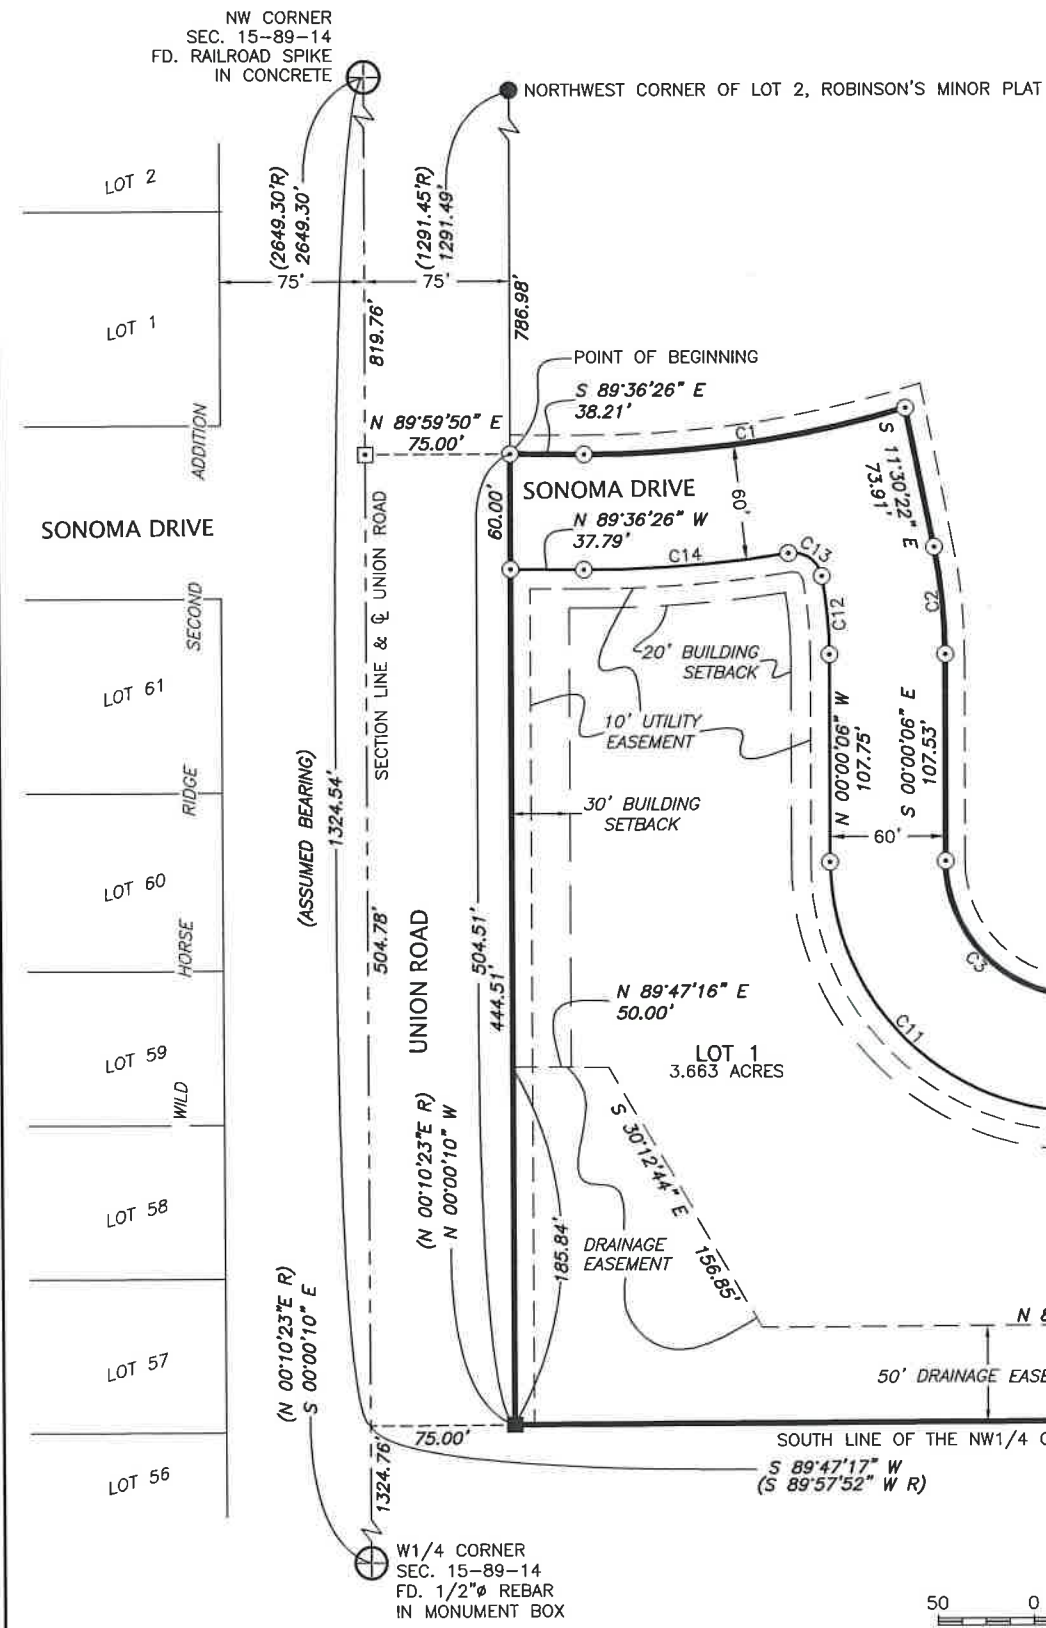 NW CORNER
SEC. 15-89-14
FD. RAILROAD SPIKE
IN CONCRETE
NORTHWEST CORNER OF LOT 2, ROBINSON'S MINOR PLAT
LOT 2
(2649.30'R)
2649.30'
(1291.45'R)
1291.49'
75'
75'
LOT 1
819.76'
786.98'
POINT OF BEGINNING
S 89°36'26" E
38.21'
N 89°59'50" E
75.00'
C1
S 11°30'22" E
73.91'
ADDITION
SONOMA DRIVE
SONOMA DRIVE
60.00'
60'
N 89°36'26" W
37.79'
C14
C13
C12
C2
SECOND
SECTION LINE & ℄ UNION ROAD
20' BUILDING
SETBACK
LOT 61
10' UTILITY
EASEMENT
N 00°00'06" W
107.75'
S 00°00'06" E
107.53'
RIDGE
(ASSUMED BEARING)
1324.54'
30' BUILDING
SETBACK
60'
LOT 60
HORSE
504.78'
UNION ROAD
504.51'
444.51'
C3
N 89°47'16" E
50.00'
C11
LOT 59
LOT 1
3.663 ACRES
WILD
(N 00°10'23"E R)
N 00°00'10" W
S 30°12'44" E
156.85'
LOT 58
185.84'
DRAINAGE
EASEMENT
(N 00°10'23"E R)
S 00°00'10" E
N 8
LOT 57
50' DRAINAGE EASE
75.00'
SOUTH LINE OF THE NW1/4
S 89°47'17" W
(S 89°57'52" W R)
LOT 56
1324.76'
W1/4 CORNER
SEC. 15-89-14
FD. 1/2"ø REBAR
IN MONUMENT BOX
50 0